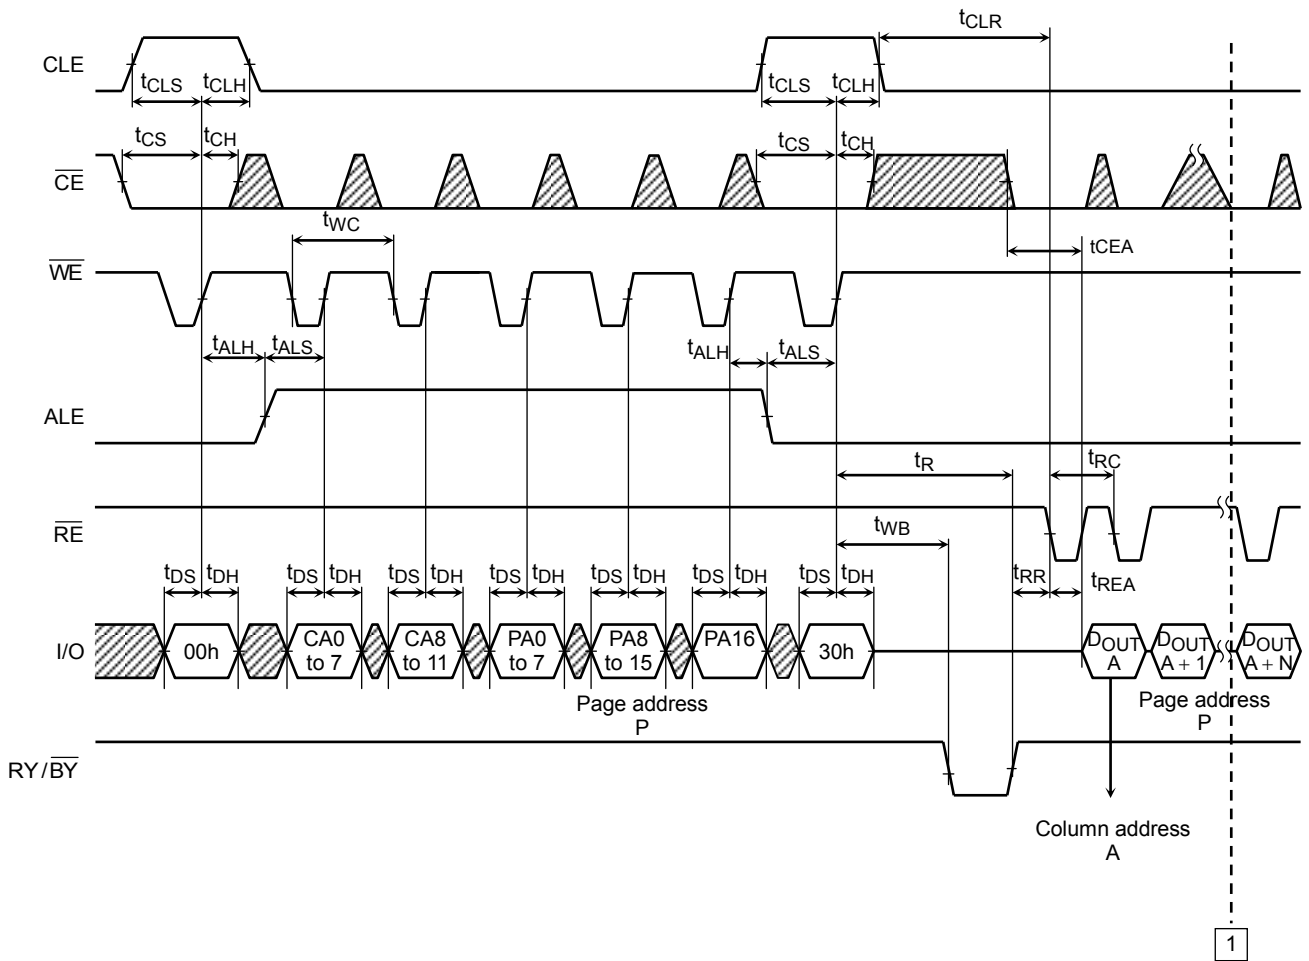 tCLR
CLE
tCLS tCLH tCLS tCLH
tCS tCH tCS tCH
CE
tWC
tCEA
WE
tALH tALS tALH tALS
ALE
tR tRC
RE
tWB
tDS tDH tDS tDH tDS tDH tDS tDH tDS tDH tDS tDH tDS tDH tRR tREA
I/O 00h CA0 to 7 CA8 to 11 PA0 to 7 PA8 to 15 PA16 30h DOUT A DOUT A + 1 DOUT A + N
Page address P
Page address P
RY/BY
Column address
A
1